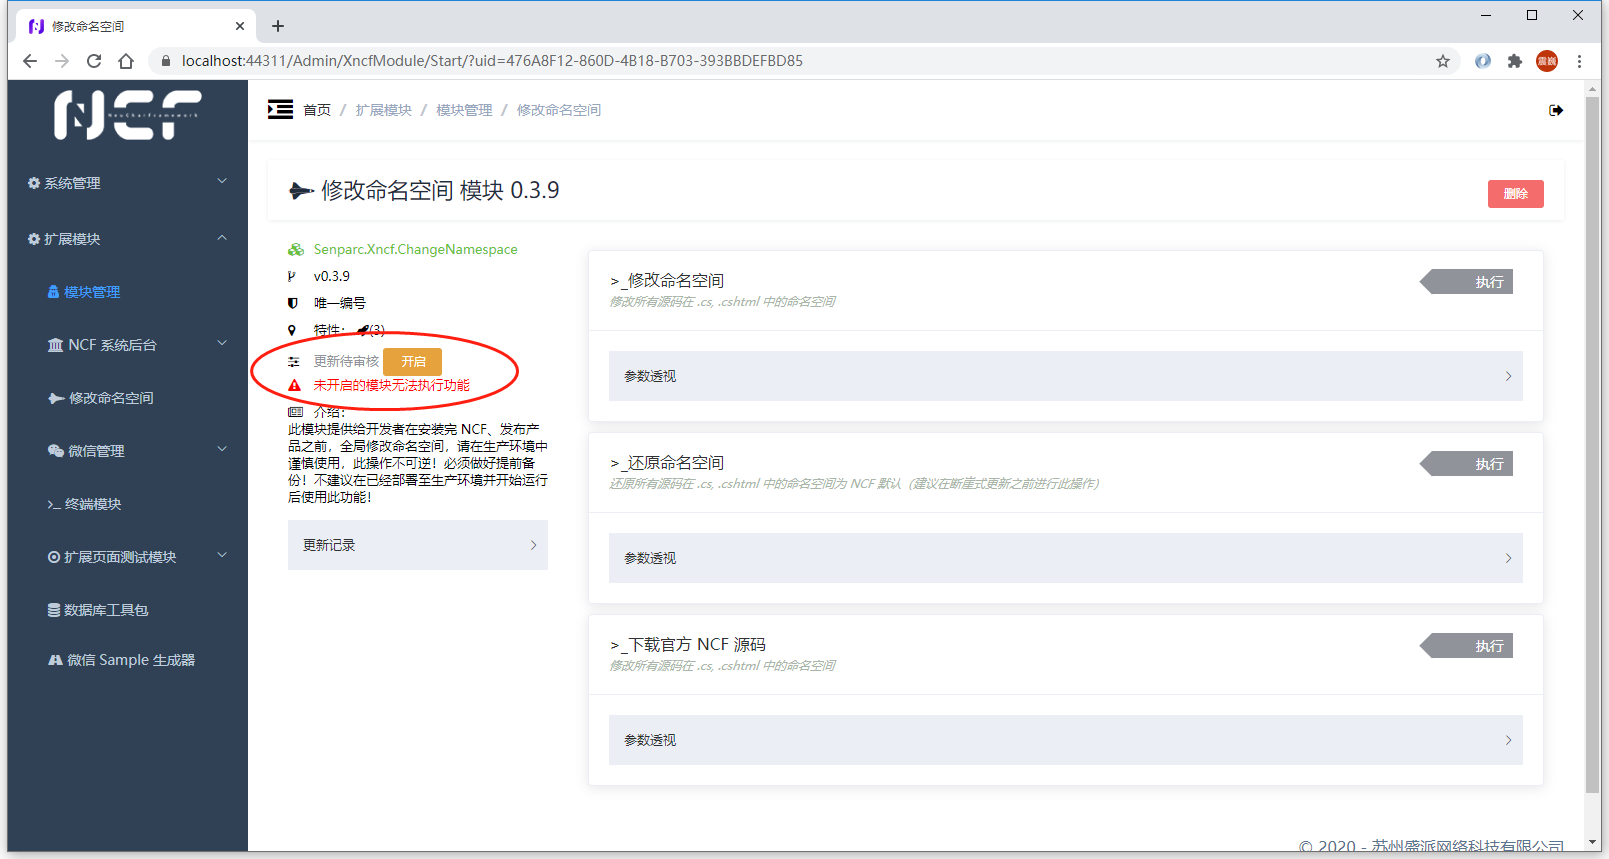 修改命名空间
localhost:44311/Admin/XncfModule/Start/?uid=476A8F12-860D-4B18-B703-393BBDEFBD85
震巍
NCF
NeuCharFramework
系统管理
扩展模块
模块管理
NCF 系统后台
修改命名空间
微信管理
终端模块
扩展页面测试模块
数据库工具包
微信 Sample 生成器
首页 / 扩展模块 / 模块管理 / 修改命名空间
修改命名空间 模块 0.3.9
删除
Senparc.Xncf.ChangeNamespace
v0.3.9
唯一编号
特性： (3)
更新待审核 开启
未开启的模块无法执行功能
介绍：
此模块提供给开发者在安装完 NCF、发布产
品之前，全局修改命名空间，请在生产环境中
谨慎使用，此操作不可逆！必须做好提前备
份！不建议在已经部署至生产环境并开始运行
后使用此功能！
更新记录
>_修改命名空间
执行
修改所有源码在 .cs, .cshtml 中的命名空间
参数透视
>_还原命名空间
执行
还原所有源码在 .cs, .cshtml 中的命名空间为 NCF 默认（建议在断崖式更新之前进行此操作）
参数透视
>_下载官方 NCF 源码
执行
修改所有源码在 .cs, .cshtml 中的命名空间
参数透视
© 2020 - 苏州盛派网络科技有限公司